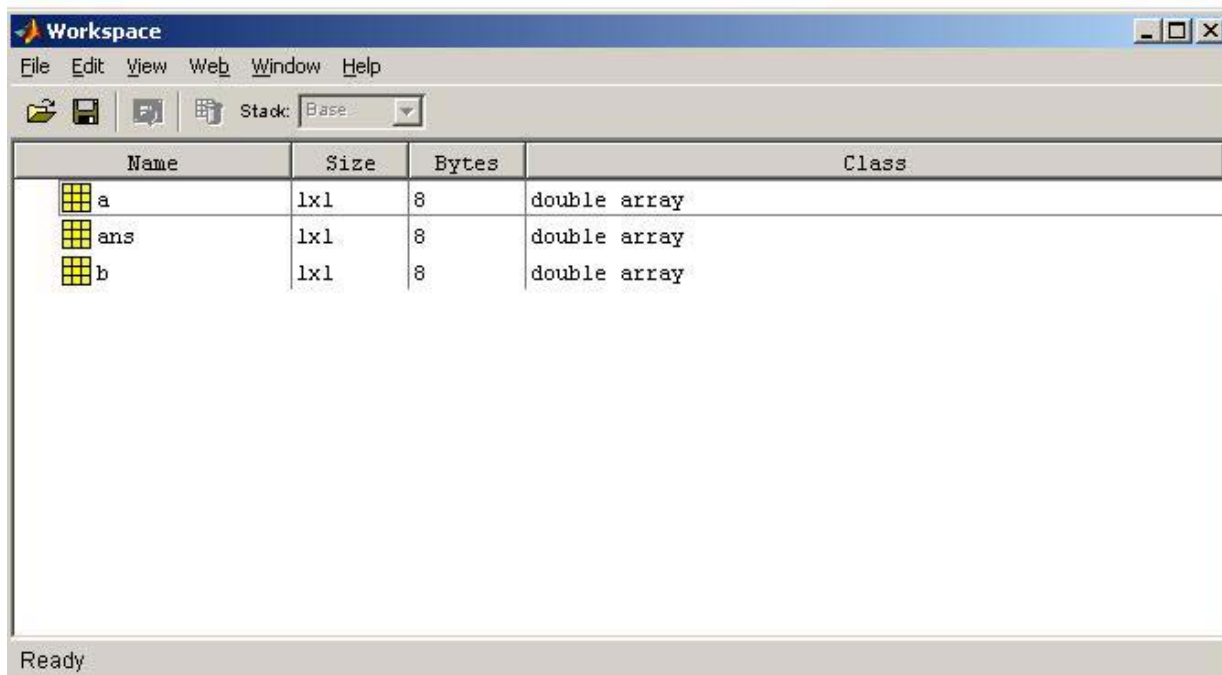 Workspace
File Edit View Web Window Help
Stack: Base
Name Size Bytes Class
a 1x1 8 double array
ans 1x1 8 double array
b 1x1 8 double array
Ready